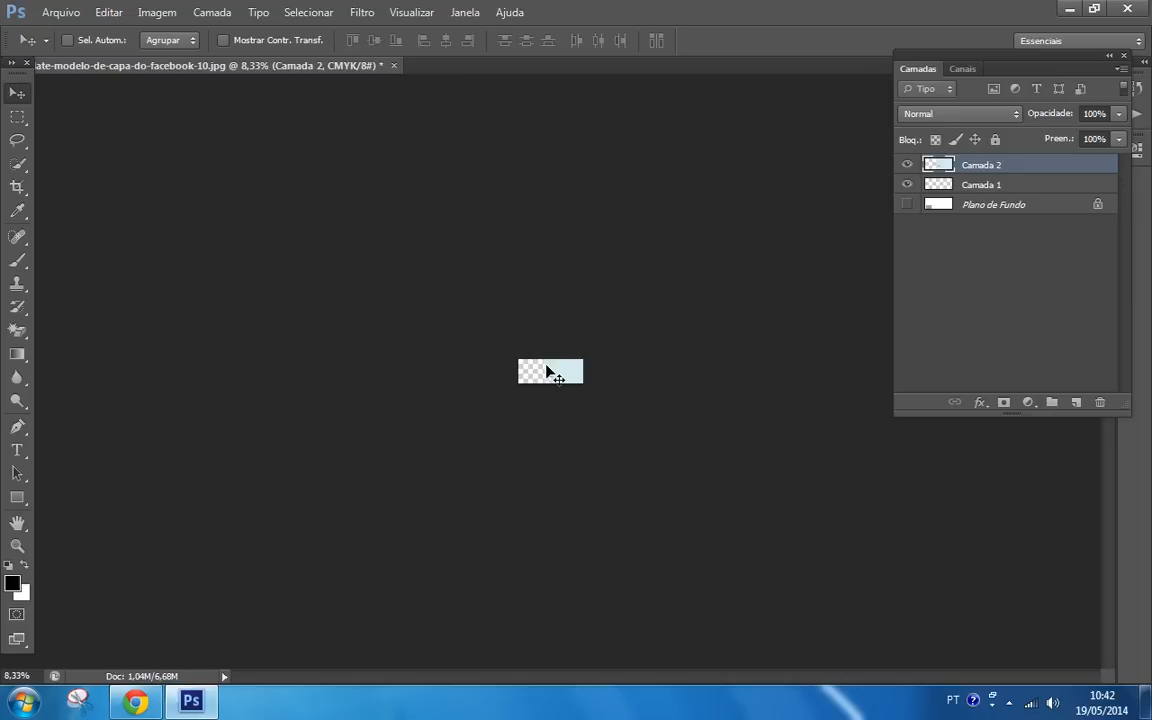 Ps Arquivo Editar Imagem Camada Tipo Selecionar Filtro Visualizar Janela Ajuda
Sel. Autom.: Agrupar Mostrar Contr. Transf. Essenciais
ate-modelo-de-capa-do-facebook-10.jpg @ 8,33% (Camada 2, CMYK/8#) * ×
Camadas Canais
Tipo
Normal Opacidade: 100%
Bloq.: Preen.: 100%
Camada 2
Camada 1
Plano de Fundo
fx
8,33% Doc: 1,04M/6,68M
Ps PT 10:42
19/05/2014